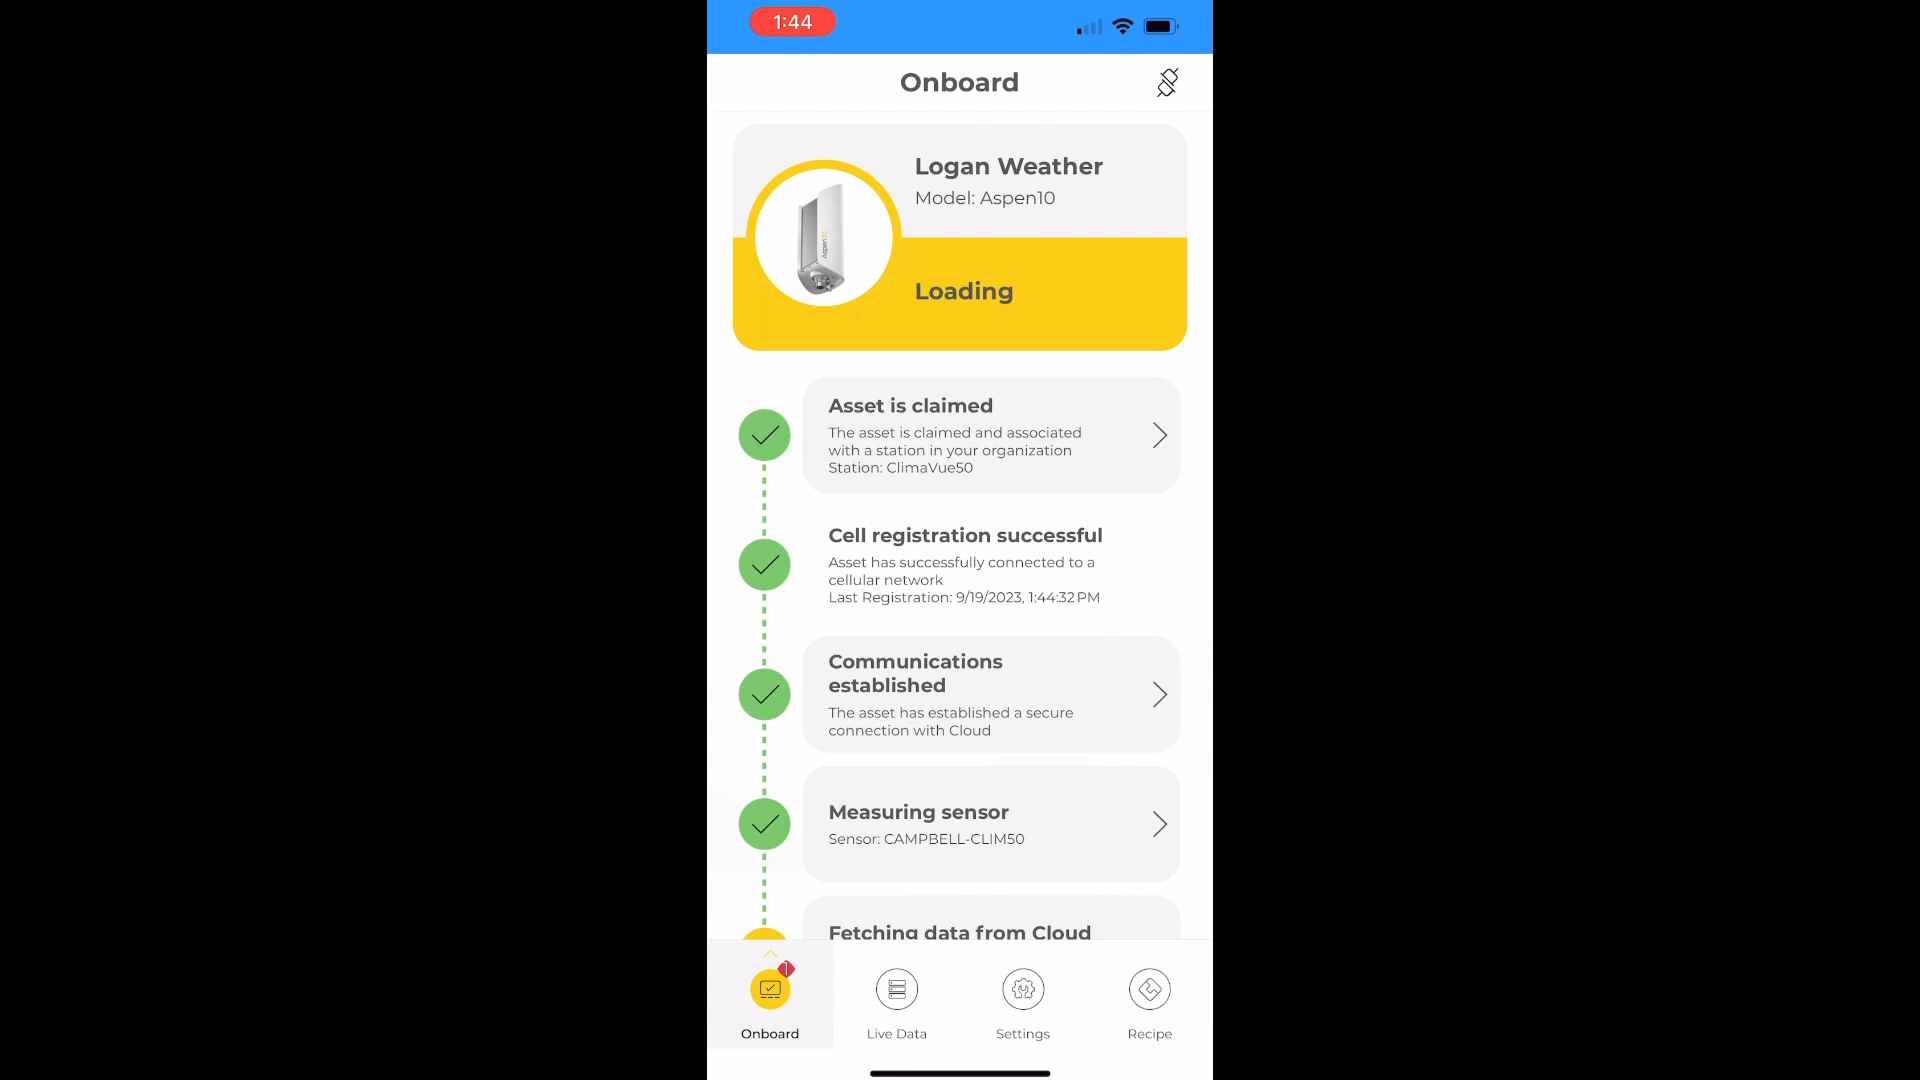 1:44
Onboard
Logan Weather
Model: Aspen10
Aspen 10
Loading
Asset is claimed
The asset is claimed and associated
with a station in your organization
Station: ClimaVue50
Cell registration successful
Asset has successfully connected to a
cellular network
Last Registration: 9/19/2023, 1:44:32 PM
Communications
established
The asset has established a secure
connection with Cloud
Measuring sensor
Sensor: CAMPBELL-CLIM50
Fetching data from Cloud
1
Onboard
Live Data
Settings
Recipe